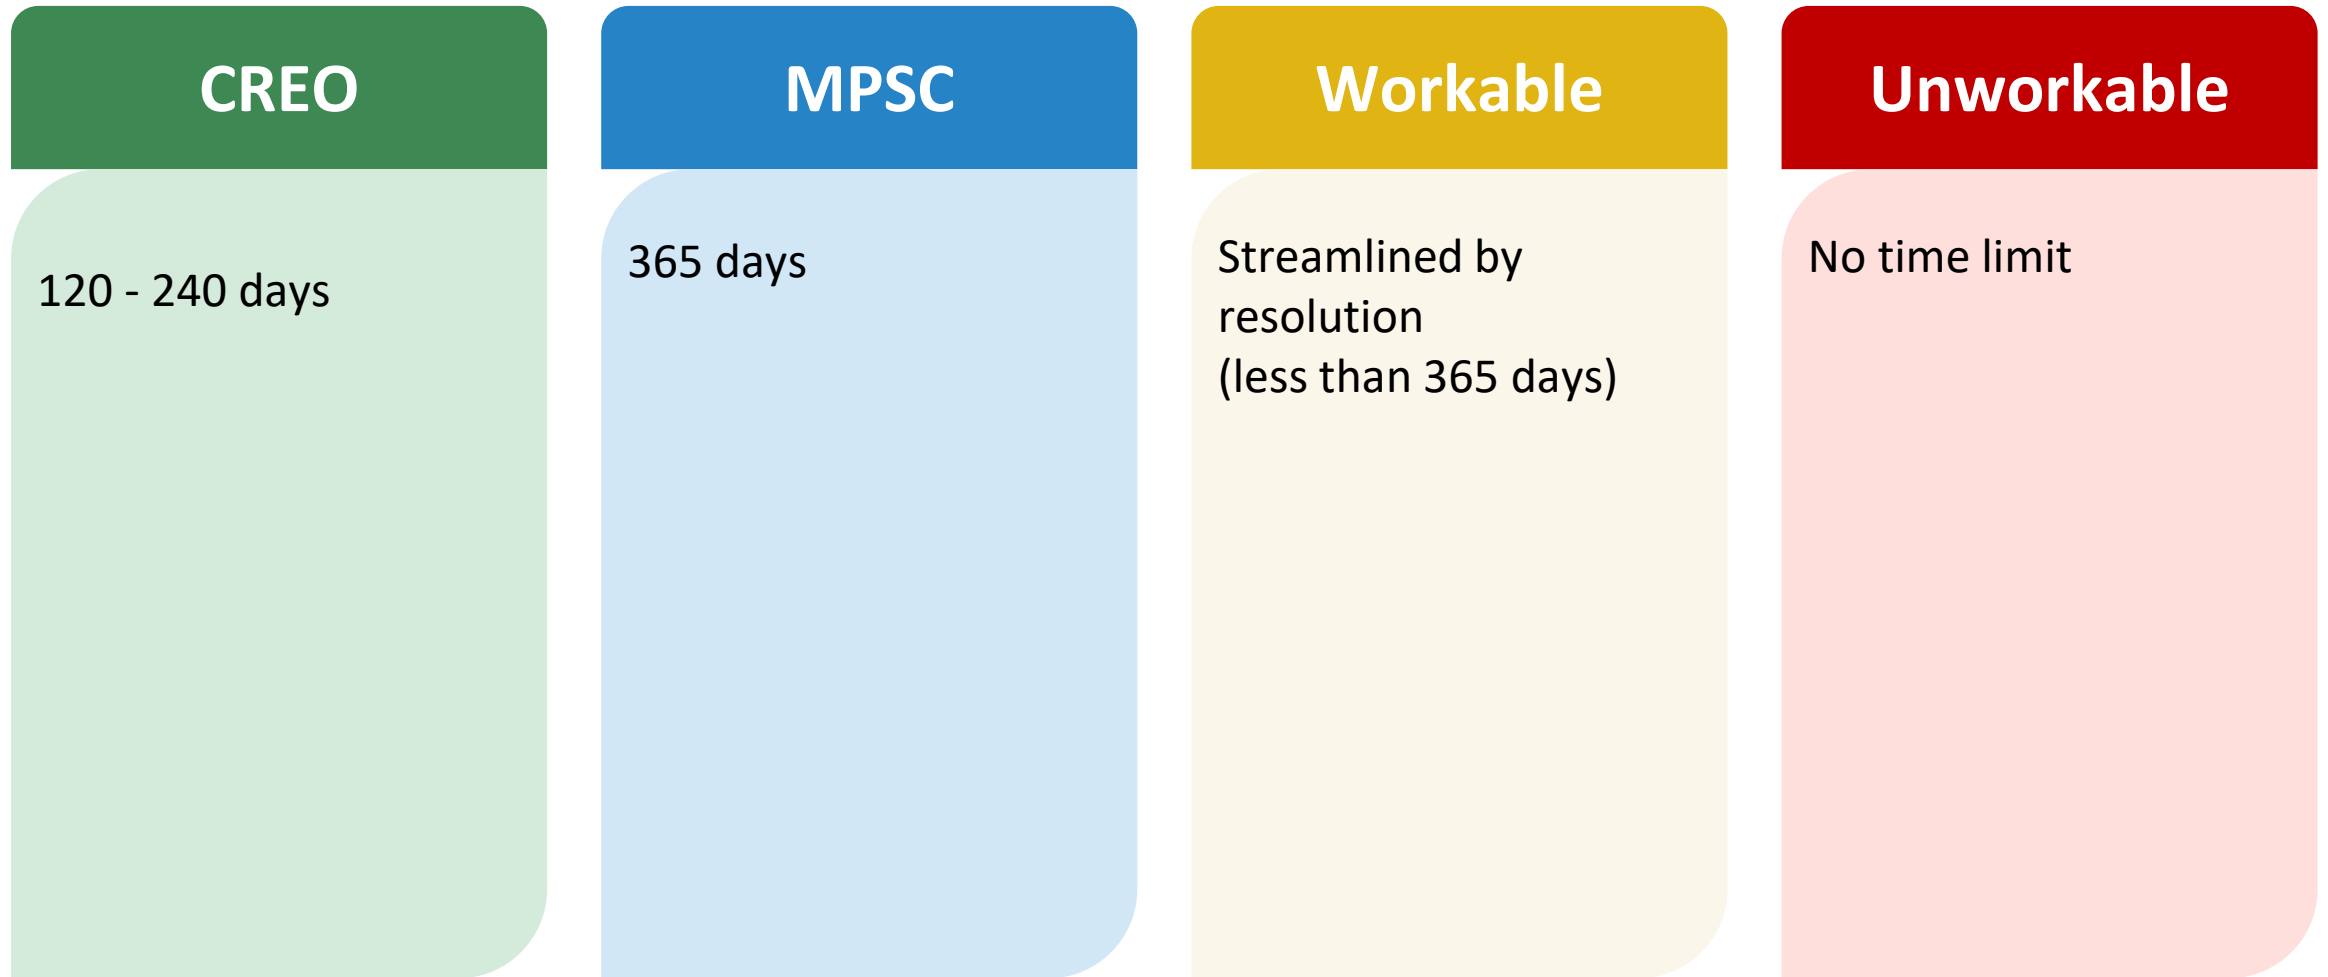 CREO
120 - 240 days
MPSC
365 days
Workable
Streamlined by
resolution
(less than 365 days)
Unworkable
No time limit